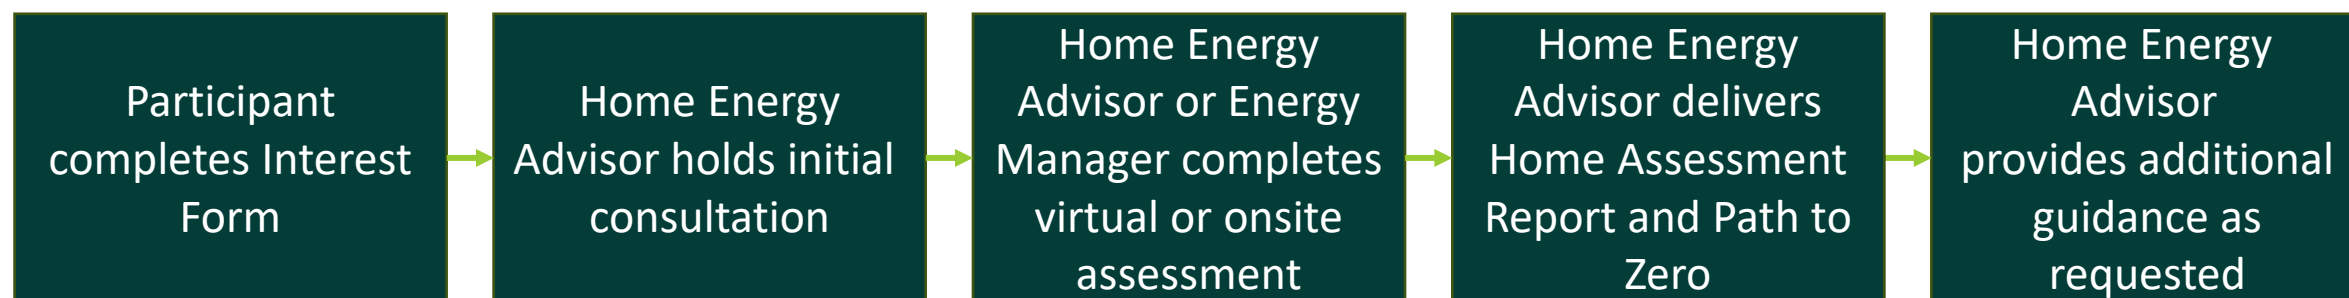 Participant
completes Interest
Form
Home Energy
Advisor holds initial
consultation
Home Energy
Advisor or Energy
Manager completes
virtual or onsite
assessment
Home Energy
Advisor delivers
Home Assessment
Report and Path to
Zero
Home Energy
Advisor
provides additional
guidance as
requested